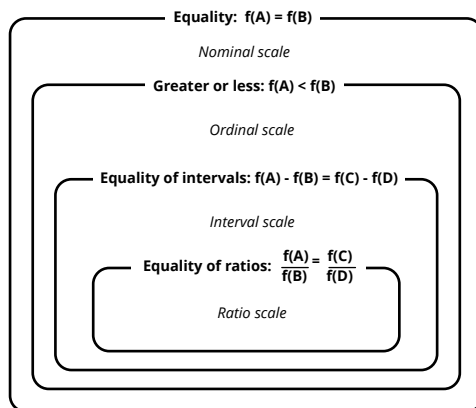 Equality: f(A) = f(B)
Nominal scale
Greater or less: f(A) < f(B)
Ordinal scale
Equality of intervals: f(A) - f(B) = f(C) - f(D)
Interval scale
Equality of ratios: f(A)/f(B) = f(C)/f(D)
Ratio scale